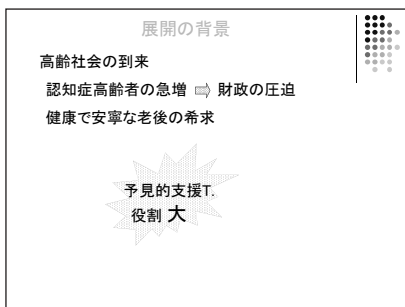 展開の背景
高齢社会の到来
認知症高齢者の急増 ⇨ 財政の圧迫
健康で安寧な老後の希求
予見的支援T.
役割 大